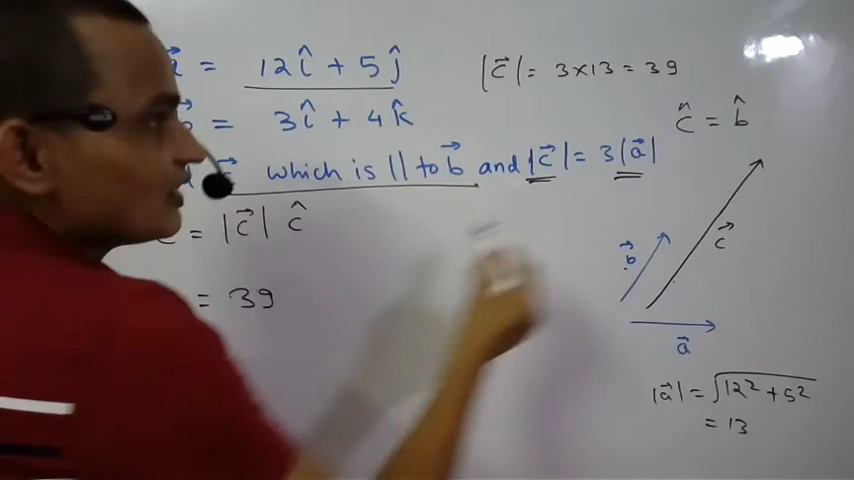 = 12î + 5ĵ
b⃗ = 3î + 4k̂
which is || to b⃗ and |c⃗| = 3|a⃗|
c⃗ = |c⃗| ĉ
= 39
|c⃗| = 3×13 = 39
ĉ = b̂
b⃗
c⃗
a⃗
|a⃗| = √12² + 5²
= 13